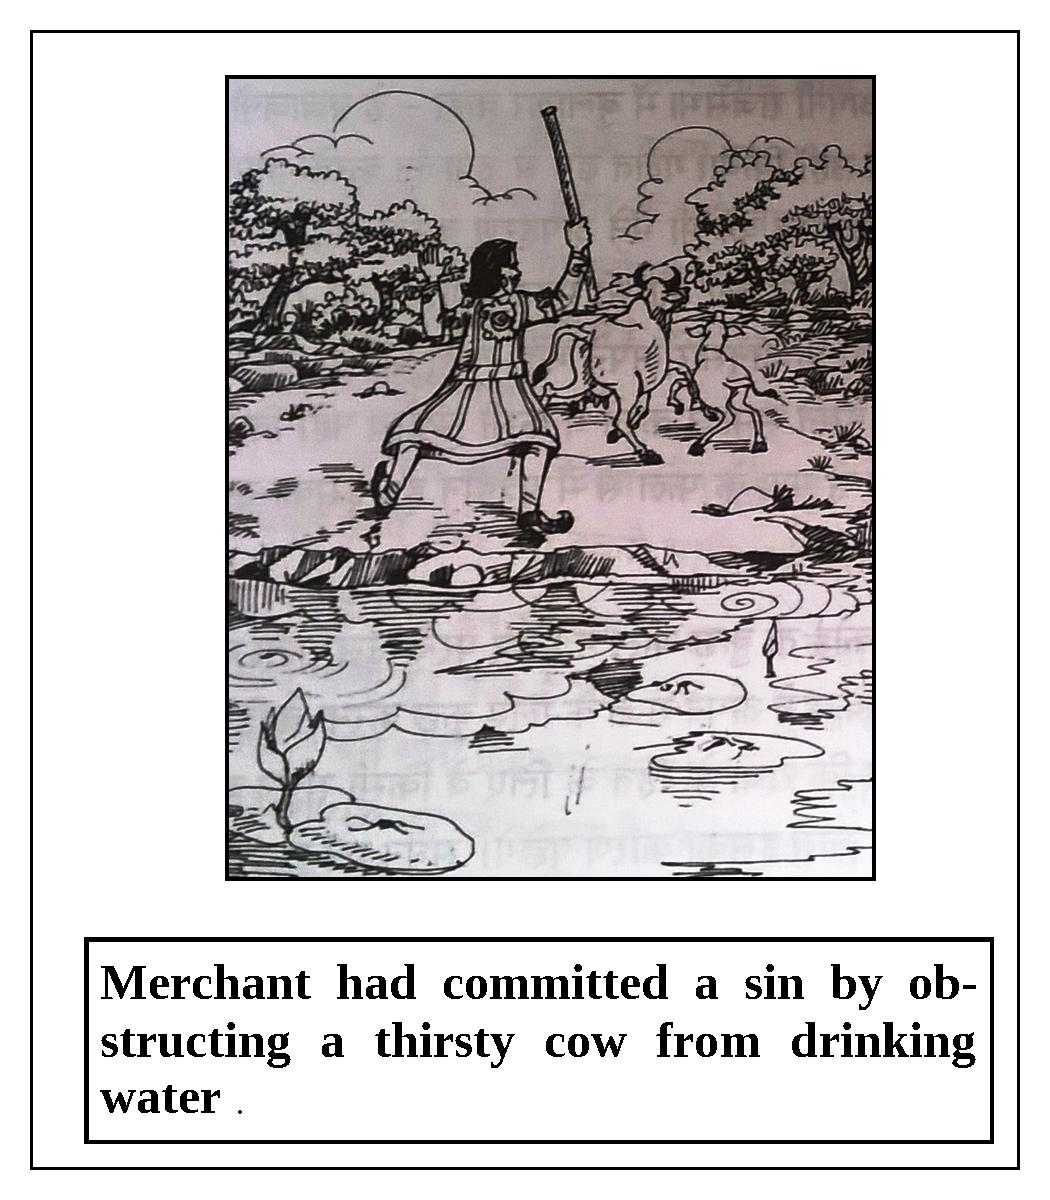 Merchant had committed a sin by ob-
structing a thirsty cow from drinking
water .